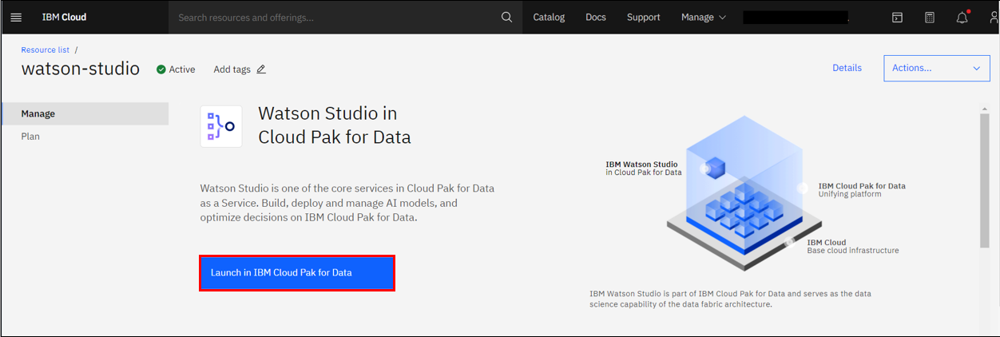 IBM Cloud
Search resources and offerings...
Catalog
Docs
Support
Manage
Resource list /
watson-studio
Active
Add tags
Details
Actions...
Manage
Plan
Watson Studio in
Cloud Pak for Data
Watson Studio is one of the core services in Cloud Pak for Data
as a Service. Build, deploy and manage AI models, and
optimize decisions on IBM Cloud Pak for Data.
Launch in IBM Cloud Pak for Data
IBM Watson Studio
in Cloud Pak for Data
IBM Cloud Pak for Data
Unifying platform
IBM Cloud
Base cloud infrastructure
IBM Watson Studio is part of IBM Cloud Pak for Data and serves as the data
science capability of the data fabric architecture.